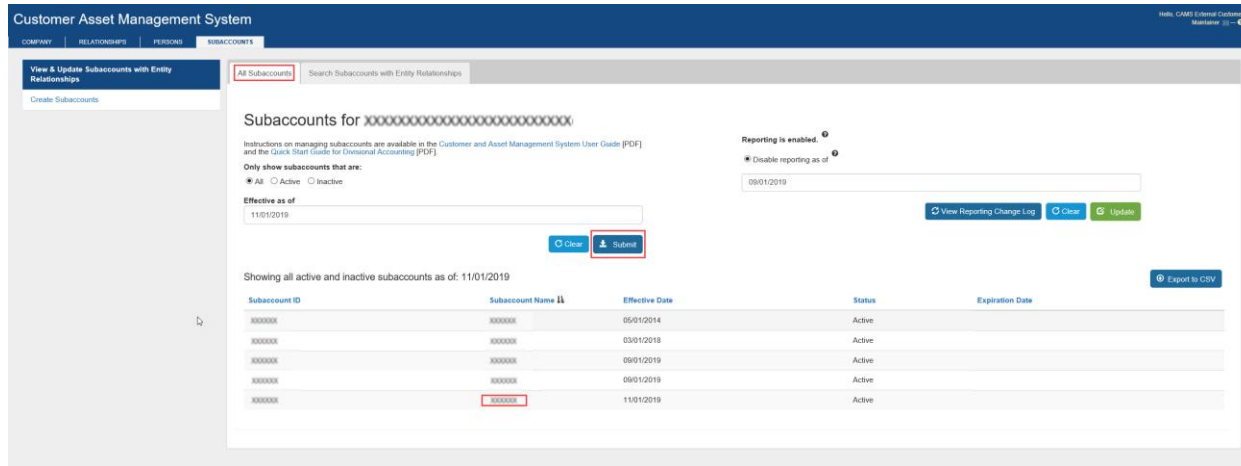 Customer Asset Management System
Hello, CAMS External Customer
Maintainer
COMPANY
RELATIONSHIPS
PERSONS
SUBACCOUNTS
View & Update Subaccounts with Entity
Relationships
Create Subaccounts
All Subaccounts
Search Subaccounts with Entity Relationships
Subaccounts for XXXXXXXXXXXXXXXXXXXXXXXXX
Instructions on managing subaccounts are available in the Customer and Asset Management System User Guide [PDF]
and the Quick Start Guide for Divisional Accounting [PDF].
Only show subaccounts that are:
All Active Inactive
Effective as of
11/01/2019
Clear
Submit
Reporting is enabled.
Disable reporting as of
09/01/2019
View Reporting Change Log
Clear
Update
Showing all active and inactive subaccounts as of: 11/01/2019
Export to CSV
Subaccount ID Subaccount Name Effective Date Status Expiration Date
XXXXXX XXXXXX 05/01/2014 Active
XXXXXX XXXXXX 03/01/2018 Active
XXXXXX XXXXXX 09/01/2019 Active
XXXXXX XXXXXX 09/01/2019 Active
XXXXXX XXXXXX 11/01/2019 Active